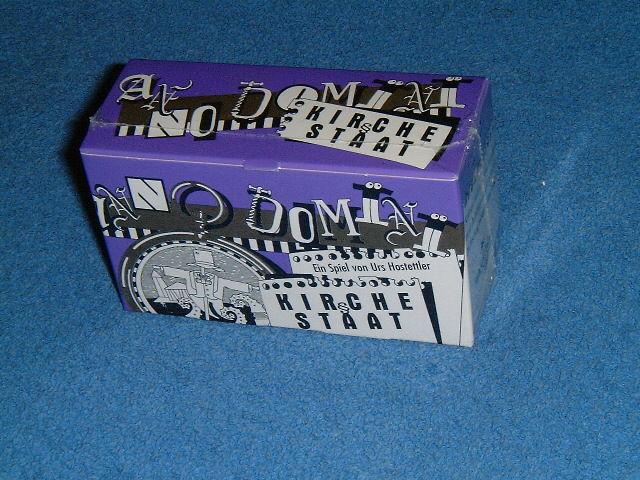 ANNO DOMINI
KIRCHE
&
STAAT
ANNO DOMINI
Ein Spiel von Urs Hostettler
KIRCHE
&
STAAT